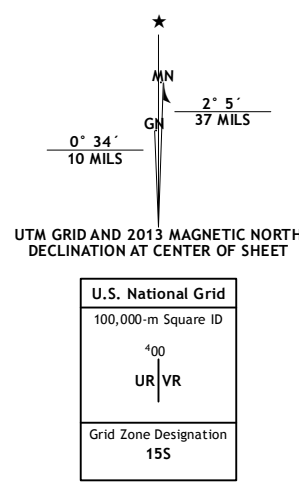 ★
MN
2° 5´
37 MILS
GN
0° 34´
10 MILS
UTM GRID AND 2013 MAGNETIC NORTH
DECLINATION AT CENTER OF SHEET
U.S. National Grid
100,000-m Square ID
⁴00
UR VR
Grid Zone Designation
15S